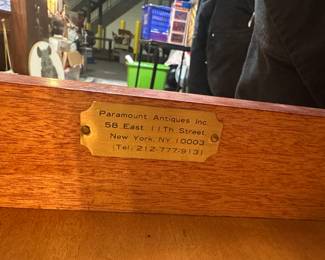 Paramount Antiques Inc.
58 East 11Th Street
New York, NY 10003
(Tel: 212-777-9131